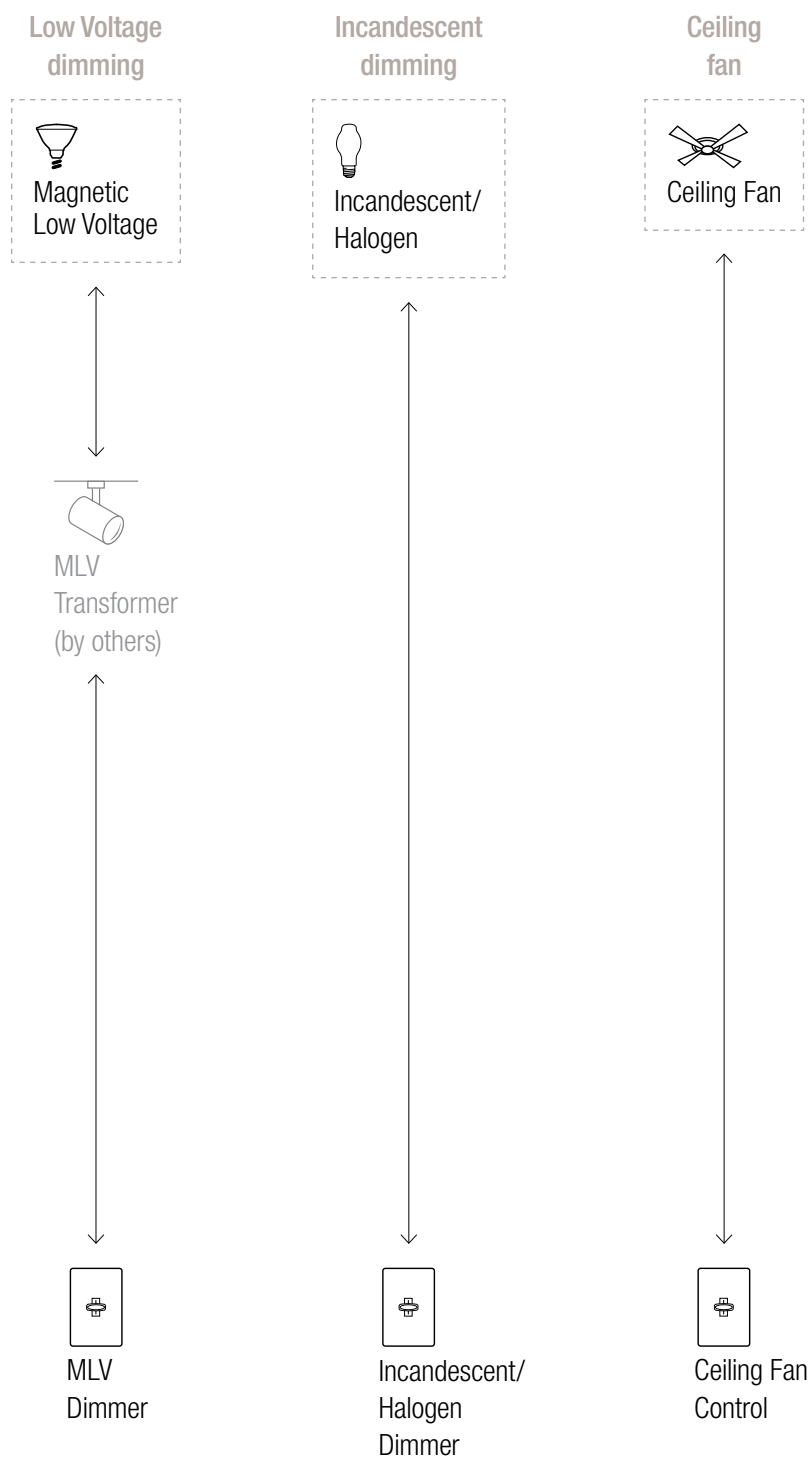 Low Voltage
dimming
Incandescent
dimming
Ceiling
fan
Magnetic
Low Voltage
Incandescent/
Halogen
Ceiling Fan
MLV
Transformer
(by others)
MLV
Dimmer
Incandescent/
Halogen
Dimmer
Ceiling Fan
Control